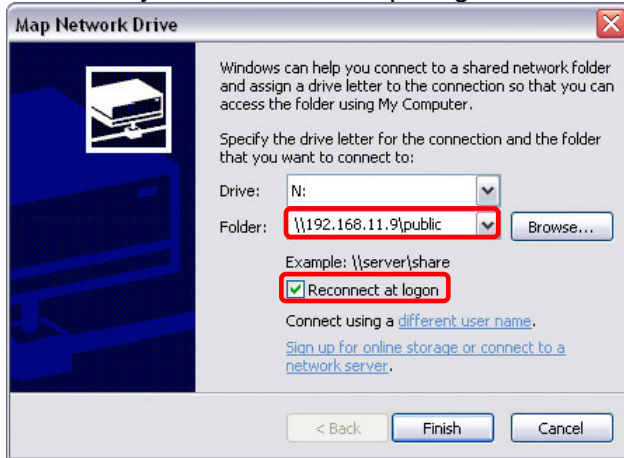 Map Network Drive
Windows can help you connect to a shared network folder
and assign a drive letter to the connection so that you can
access the folder using My Computer.
Specify the drive letter for the connection and the folder
that you want to connect to:
Drive: N:
Folder: \\192.168.11.9\public Browse...
Example: \\server\share
Reconnect at logon
Connect using a different user name.
Sign up for online storage or connect to a
network server.
< Back Finish Cancel